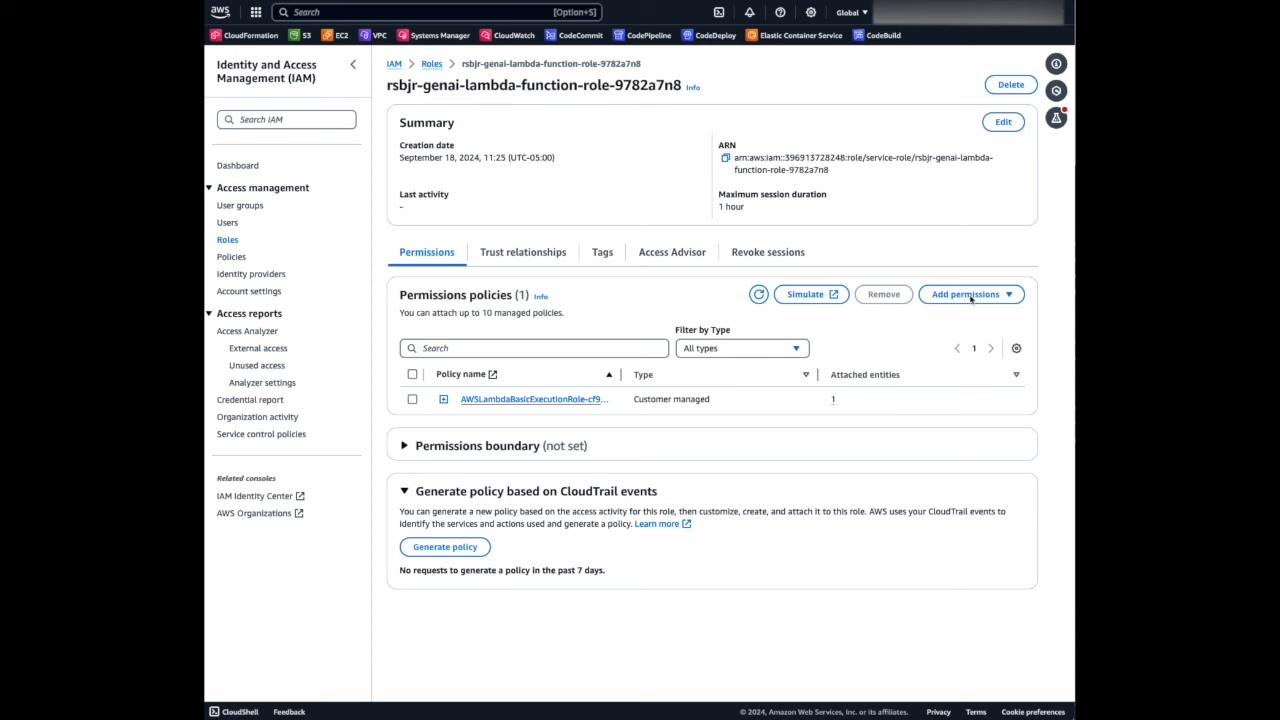 aws
Search
[Option+S]
Global
CloudFormation
S3
EC2
VPC
Systems Manager
CloudWatch
CodeCommit
CodePipeline
CodeDeploy
Elastic Container Service
CodeBuild
Identity and Access
Management (IAM)
Search IAM
Dashboard
Access management
User groups
Users
Roles
Policies
Identity providers
Account settings
Access reports
Access Analyzer
External access
Unused access
Analyzer settings
Credential report
Organization activity
Service control policies
Related consoles
IAM Identity Center
AWS Organizations
IAM > Roles > rsbjr-genai-lambda-function-role-9782a7n8
rsbjr-genai-lambda-function-role-9782a7n8 Info
Delete
Summary
Edit
Creation date
September 18, 2024, 11:25 (UTC-05:00)
ARN
arn:aws:iam::396913728248:role/service-role/rsbjr-genai-lambda-
function-role-9782a7n8
Last activity
-
Maximum session duration
1 hour
Permissions
Trust relationships
Tags
Access Advisor
Revoke sessions
Permissions policies (1) Info
Simulate
Remove
Add permissions
You can attach up to 10 managed policies.
Filter by Type
Search
All types
1
Policy name
Type
Attached entities
AWSLambdaBasicExecutionRole-cf9...
Customer managed
1
Permissions boundary (not set)
Generate policy based on CloudTrail events
You can generate a new policy based on the access activity for this role, then customize, create, and attach it to this role. AWS uses your CloudTrail events to
identify the services and actions used and generate a policy. Learn more
Generate policy
No requests to generate a policy in the past 7 days.
CloudShell
Feedback
© 2024, Amazon Web Services, Inc. or its affiliates.
Privacy
Terms
Cookie preferences